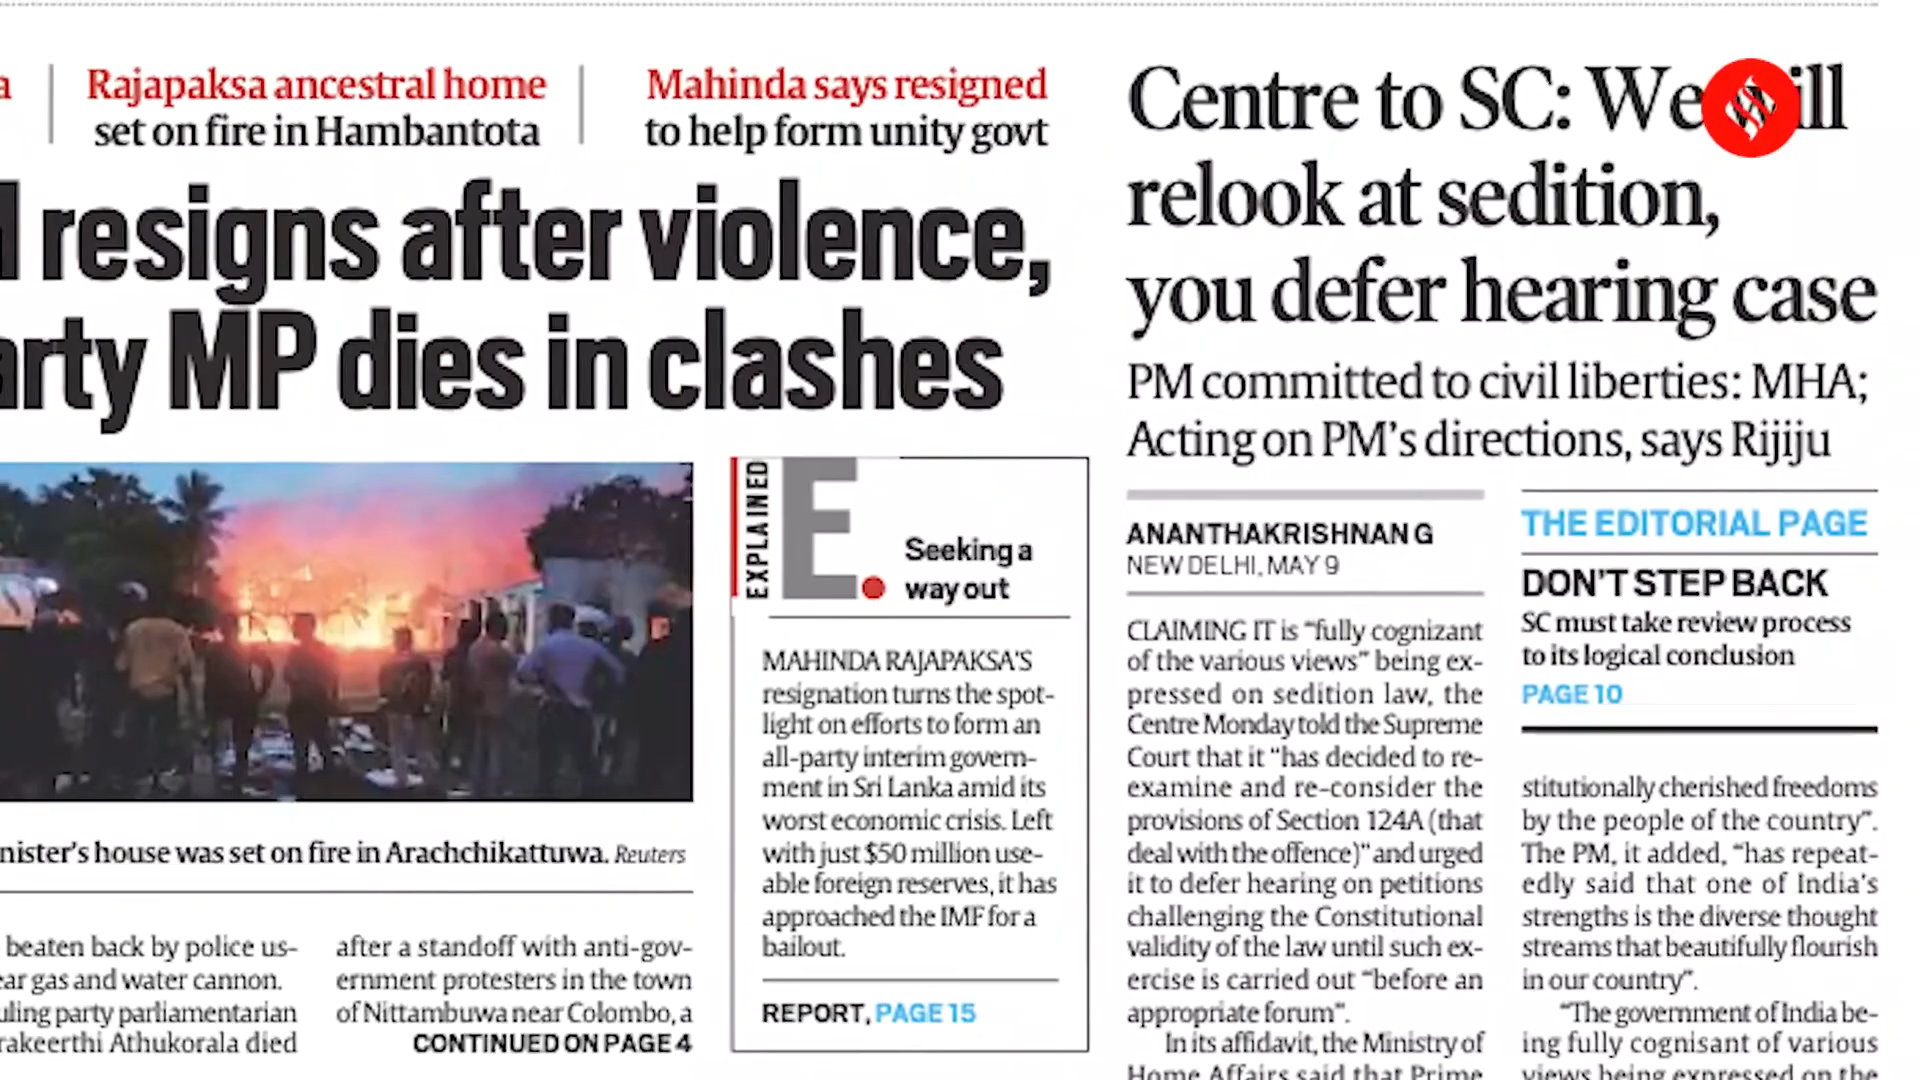 Rajapaksa ancestral home
set on fire in Hambantota
Mahinda says resigned
to help form unity govt
resigns after violence,
MP dies in clashes
house was set on fire in Arachchikattuwa. Reuters
beaten back by police us-
gas and water cannon.
party parliamentarian
Athukorala died
after a standoff with anti-gov-
ernment protesters in the town
of Nittambuwa near Colombo, a
CONTINUED ON PAGE 4
EXPLAINED
E.
Seeking a
way out
MAHINDA RAJAPAKSA'S
resignation turns the spot-
light on efforts to form an
all-party interim govern-
ment in Sri Lanka amid its
worst economic crisis. Left
with just $50 million use-
able foreign reserves, it has
approached the IMF for a
bailout.
REPORT, PAGE 15
Centre to SC: We will
relook at sedition,
you defer hearing case
PM committed to civil liberties: MHA;
Acting on PM's directions, says Rijiju
ANANTHAKRISHNAN G
NEW DELHI, MAY 9
CLAIMING IT is "fully cognizant
of the various views" being ex-
pressed on sedition law, the
Centre Monday told the Supreme
Court that it "has decided to re-
examine and re-consider the
provisions of Section 124A (that
deal with the offence)" and urged
it to defer hearing on petitions
challenging the Constitutional
validity of the law until such ex-
ercise is carried out "before an
appropriate forum".
In its affidavit, the Ministry of
Home Affairs said that Prime
THE EDITORIAL PAGE
DON'T STEP BACK
SC must take review process
to its logical conclusion
PAGE 10
stitutionally cherished freedoms
by the people of the country".
The PM, it added, "has repeat-
edly said that one of India's
strengths is the diverse thought
streams that beautifully flourish
in our country".
"The government of India be-
ing fully cognisant of various
views being expressed on the